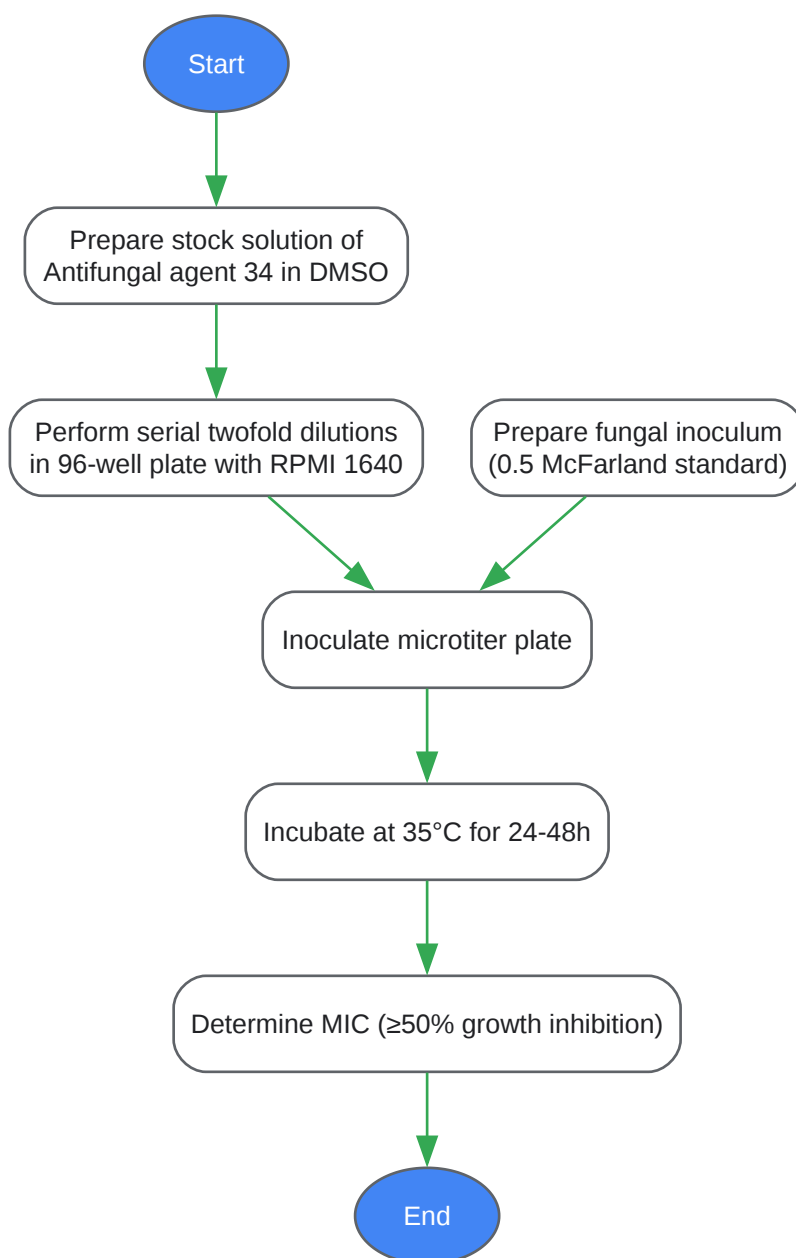 Start
Prepare stock solution of
Antifungal agent 34 in DMSO
Perform serial twofold dilutions
in 96-well plate with RPMI 1640
Prepare fungal inoculum
(0.5 McFarland standard)
Inoculate microtiter plate
Incubate at 35°C for 24-48h
Determine MIC (≥50% growth inhibition)
End